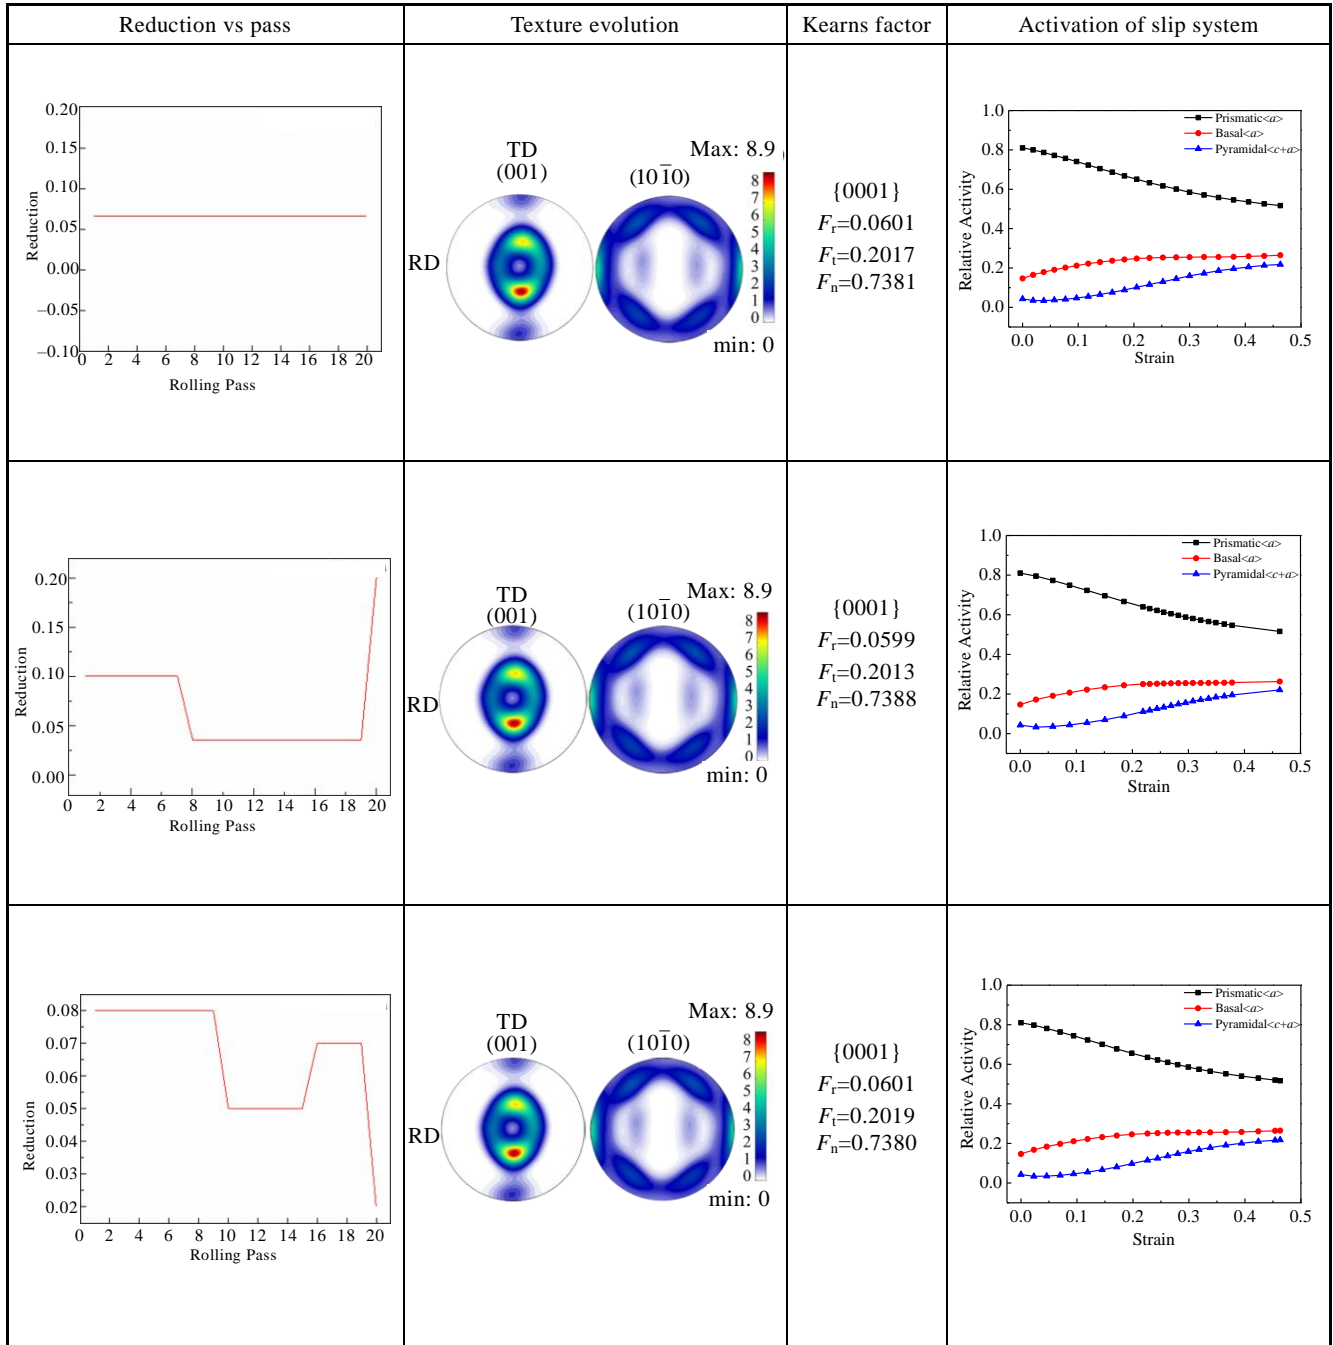 Reduction vs pass
Texture evolution
Kearns factor
Activation of slip system
0.20
0.15
0.10
0.05
0.00
−0.05
−0.10
Reduction
0 2 4 6 8 10 12 14 16 18 20
Rolling Pass
TD
(001)
RD
(101̅0)
Max: 8.9
8
7
6
5
4
3
2
1
0
min: 0
{0001}
Fr=0.0601
Ft=0.2017
Fn=0.7381
1.0
0.8
0.6
0.4
0.2
0.0
Relative Activity
Prismatic<a>
Basal<a>
Pyramidal<c+a>
0.0 0.1 0.2 0.3 0.4 0.5
Strain
0.20
0.15
0.10
0.05
0.00
Reduction
0 2 4 6 8 10 12 14 16 18 20
Rolling Pass
TD
(001)
RD
(101̅0)
Max: 8.9
8
7
6
5
4
3
2
1
0
min: 0
{0001}
Fr=0.0599
Ft=0.2013
Fn=0.7388
1.0
0.8
0.6
0.4
0.2
0.0
Relative Activity
Prismatic<a>
Basal<a>
Pyramidal<c+a>
0.0 0.1 0.2 0.3 0.4 0.5
Strain
0.08
0.07
0.06
0.05
0.04
0.03
0.02
Reduction
0 2 4 6 8 10 12 14 16 18 20
Rolling Pass
TD
(001)
RD
(101̅0)
Max: 8.9
8
7
6
5
4
3
2
1
0
min: 0
{0001}
Fr=0.0601
Ft=0.2019
Fn=0.7380
1.0
0.8
0.6
0.4
0.2
0.0
Relative Activity
Prismatic<a>
Basal<a>
Pyramidal<c+a>
0.0 0.1 0.2 0.3 0.4 0.5
Strain